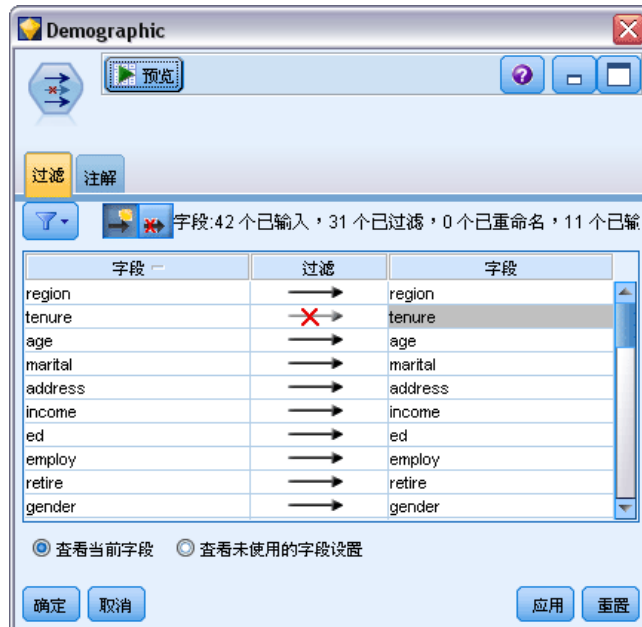 Demographic
预览
过滤 注解
字段:42 个已输入,31 个已过滤,0 个已重命名,11 个已输
字段 过滤 字段
region region
tenure tenure
age age
marital marital
address address
income income
ed ed
employ employ
retire retire
gender gender
查看当前字段 查看未使用的字段设置
确定 取消 应用 重置